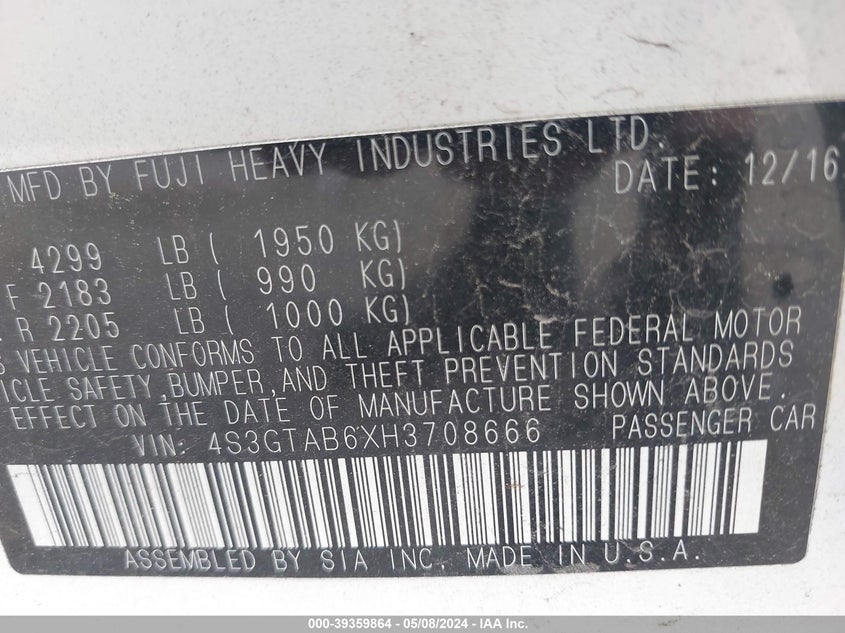 MFD BY FUJI HEAVY INDUSTRIES LTD.
DATE: 12/16
4299 LB ( 1950 KG)
F 2183 LB ( 990 KG)
R 2205 LB ( 1000 KG)
S VEHICLE CONFORMS TO ALL APPLICABLE FEDERAL MOTOR
ICLE SAFETY,BUMPER,AND THEFT PREVENTION STANDARDS
EFFECT ON THE DATE OF MANUFACTURE SHOWN ABOVE.
VIN: 4S3GTAB6XH3708666 PASSENGER CAR
ASSEMBLED BY SIA INC. MADE IN U.S.A.
000-39359864 - 05/08/2024 - IAA Inc.